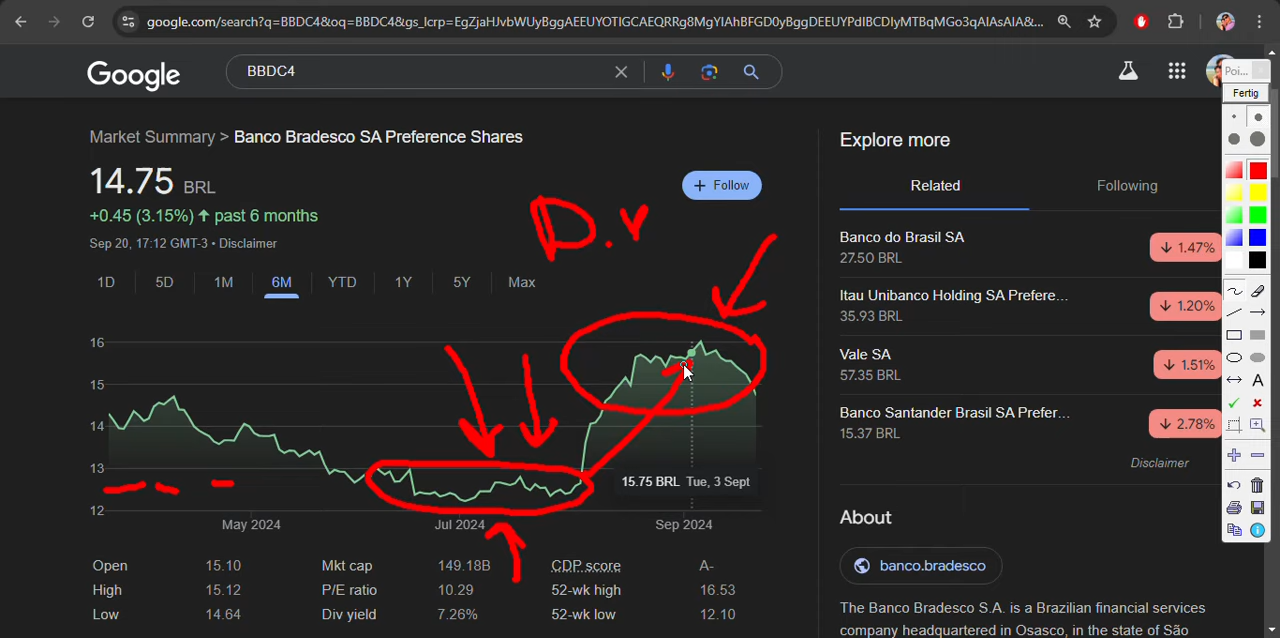 google.com/search?q=BBDC4&oq=BBDC4&gs_lcrp=EgZjaHJvbWUyBggAEEUYOTIGCAEQRRg8MgYIAhBFGD0yBggDEEUYPdIBCDIyMTBqMGo3qAIAsAIA&...
Google
BBDC4
Poi...
Fertig
Market Summary > Banco Bradesco SA Preference Shares
14.75 BRL
+ Follow
+0.45 (3.15%) ↑ past 6 months
Sep 20, 17:12 GMT-3 • Disclaimer
D.Y
1D 5D 1M 6M YTD 1Y 5Y Max
16
15
14
13
12
15.75 BRL Tue, 3 Sept
May 2024 Jul 2024 Sep 2024
Open 15.10 Mkt cap 149.18B CDP score A-
High 15.12 P/E ratio 10.29 52-wk high 16.53
Low 14.64 Div yield 7.26% 52-wk low 12.10
Explore more
Related Following
Banco do Brasil SA
27.50 BRL
↓ 1.47%
Itau Unibanco Holding SA Prefere...
35.93 BRL
↓ 1.20%
Vale SA
57.35 BRL
↓ 1.51%
Banco Santander Brasil SA Prefer...
15.37 BRL
↓ 2.78%
Disclaimer
About
banco.bradesco
The Banco Bradesco S.A. is a Brazilian financial services
company headquartered in Osasco, in the state of São
A